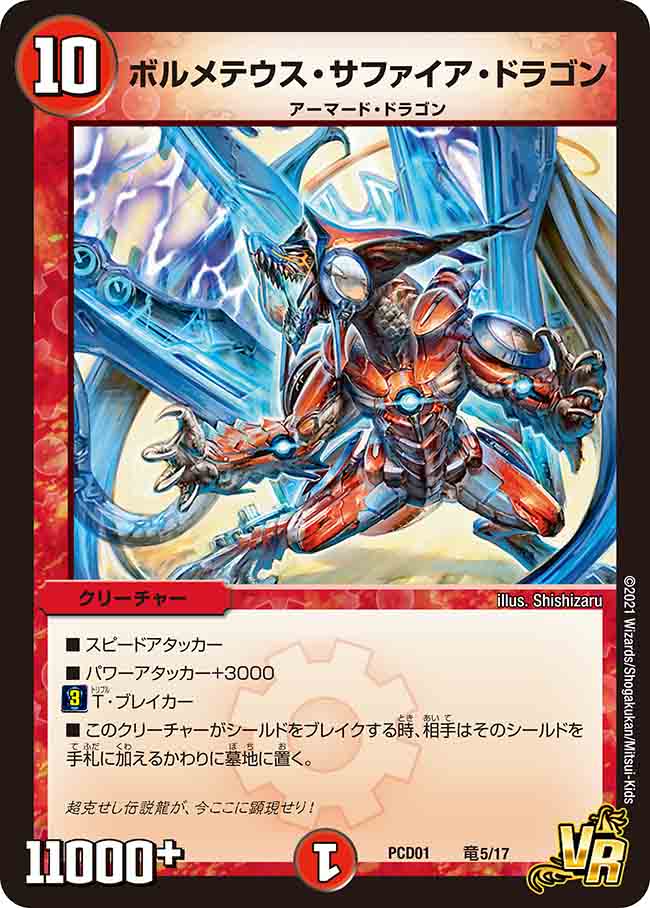 10
ボルメテウス・サファイア・ドラゴン
アーマード・ドラゴン
クリーチャー
illus. Shishizaru
©2021 Wizards/Shogakukan/Mitsui-Kids
■ スピードアタッカー
■ パワーアタッカー+3000
3 T・ブレイカー
■ このクリーチャーがシールドをブレイクする時、相手はそのシールドを
手札に加えるかわりに墓地に置く。
超克せし伝説龍が、今ここに顕現せり!
11000+
1
PCD01 竜5/17
VR